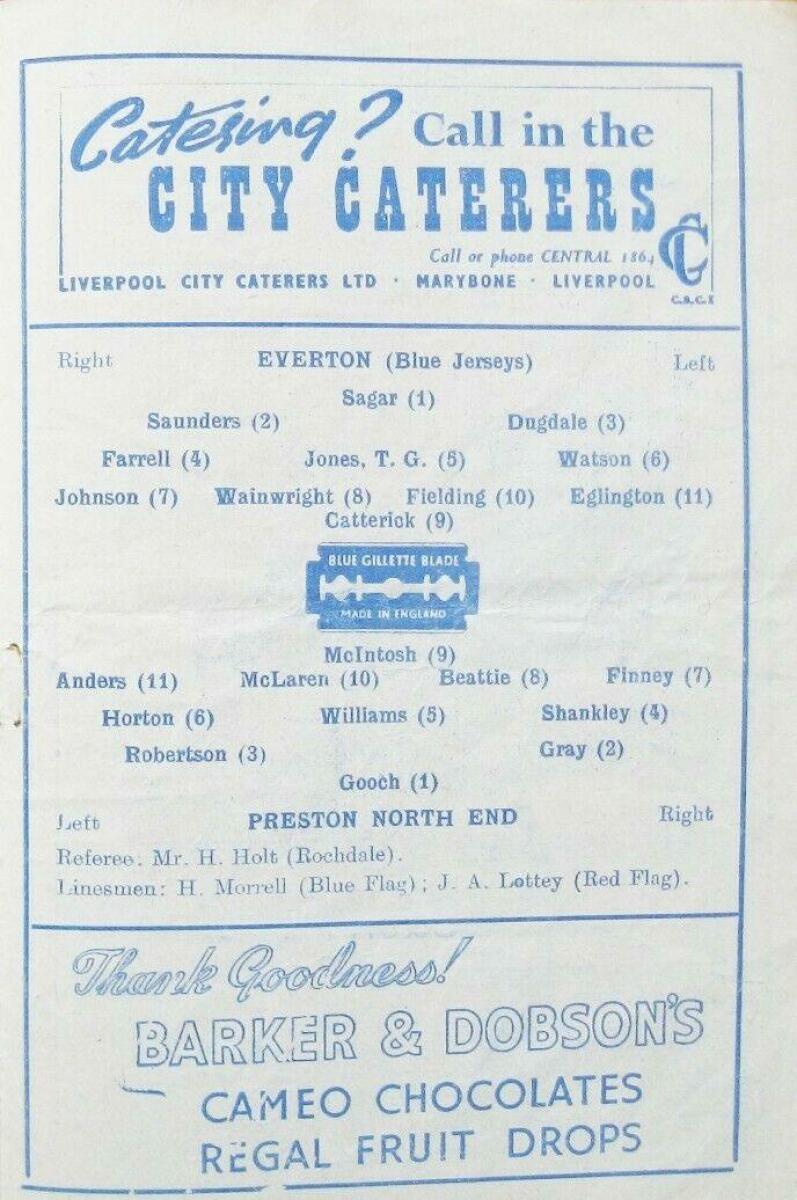 Catering? Call in the
CITY CATERERS
Call or phone CENTRAL 1864
LIVERPOOL CITY CATERERS LTD · MARYBONE · LIVERPOOL
Right EVERTON (Blue Jerseys) Left
Sagar (1)
Saunders (2) Dugdale (3)
Farrell (4) Jones, T. G. (5) Watson (6)
Johnson (7) Wainwright (8) Fielding (10) Eglington (11)
Catterick (9)
BLUE GILLETTE BLADE
MADE IN ENGLAND
McIntosh (9)
Anders (11) McLaren (10) Beattie (8) Finney (7)
Horton (6) Williams (5) Shankley (4)
Robertson (3) Gray (2)
Gooch (1)
Left PRESTON NORTH END Right
Referee: Mr. H. Holt (Rochdale).
Linesmen: H. Morrell (Blue Flag); J. A. Lottey (Red Flag).
Thank Goodness!
BARKER & DOBSON'S
CAMEO CHOCOLATES
REGAL FRUIT DROPS